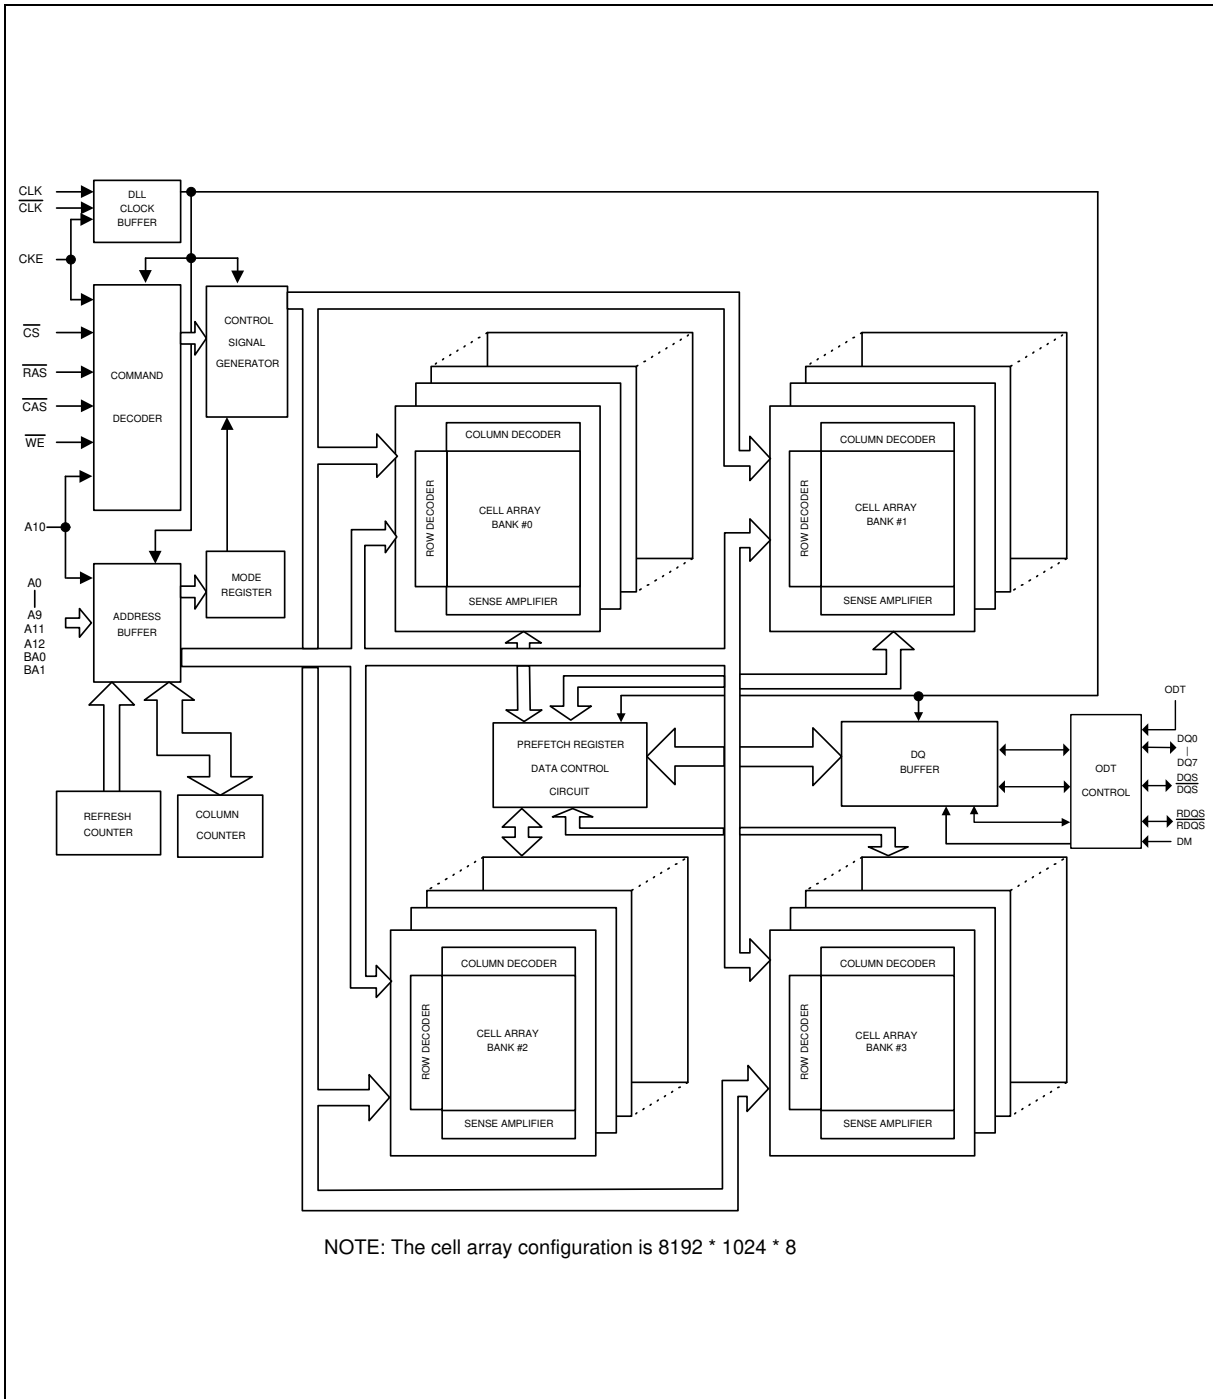 CLK
CLK
DLL
CLOCK
BUFFER
CKE
CS
RAS
CAS
WE
COMMAND
DECODER
CONTROL
SIGNAL
GENERATOR
A10
A0
A9
A11
A12
BA0
BA1
ADDRESS
BUFFER
MODE
REGISTER
REFRESH
COUNTER
COLUMN
COUNTER
COLUMN DECODER
ROW DECODER
CELL ARRAY
BANK #0
SENSE AMPLIFIER
COLUMN DECODER
ROW DECODER
CELL ARRAY
BANK #1
SENSE AMPLIFIER
PREFETCH REGISTER
DATA CONTROL
CIRCUIT
DQ
BUFFER
ODT
CONTROL
ODT
DQ0
DQ7
DQS
DQS
RDQS
RDQS
DM
COLUMN DECODER
ROW DECODER
CELL ARRAY
BANK #2
SENSE AMPLIFIER
COLUMN DECODER
ROW DECODER
CELL ARRAY
BANK #3
SENSE AMPLIFIER
NOTE: The cell array configuration is 8192 * 1024 * 8